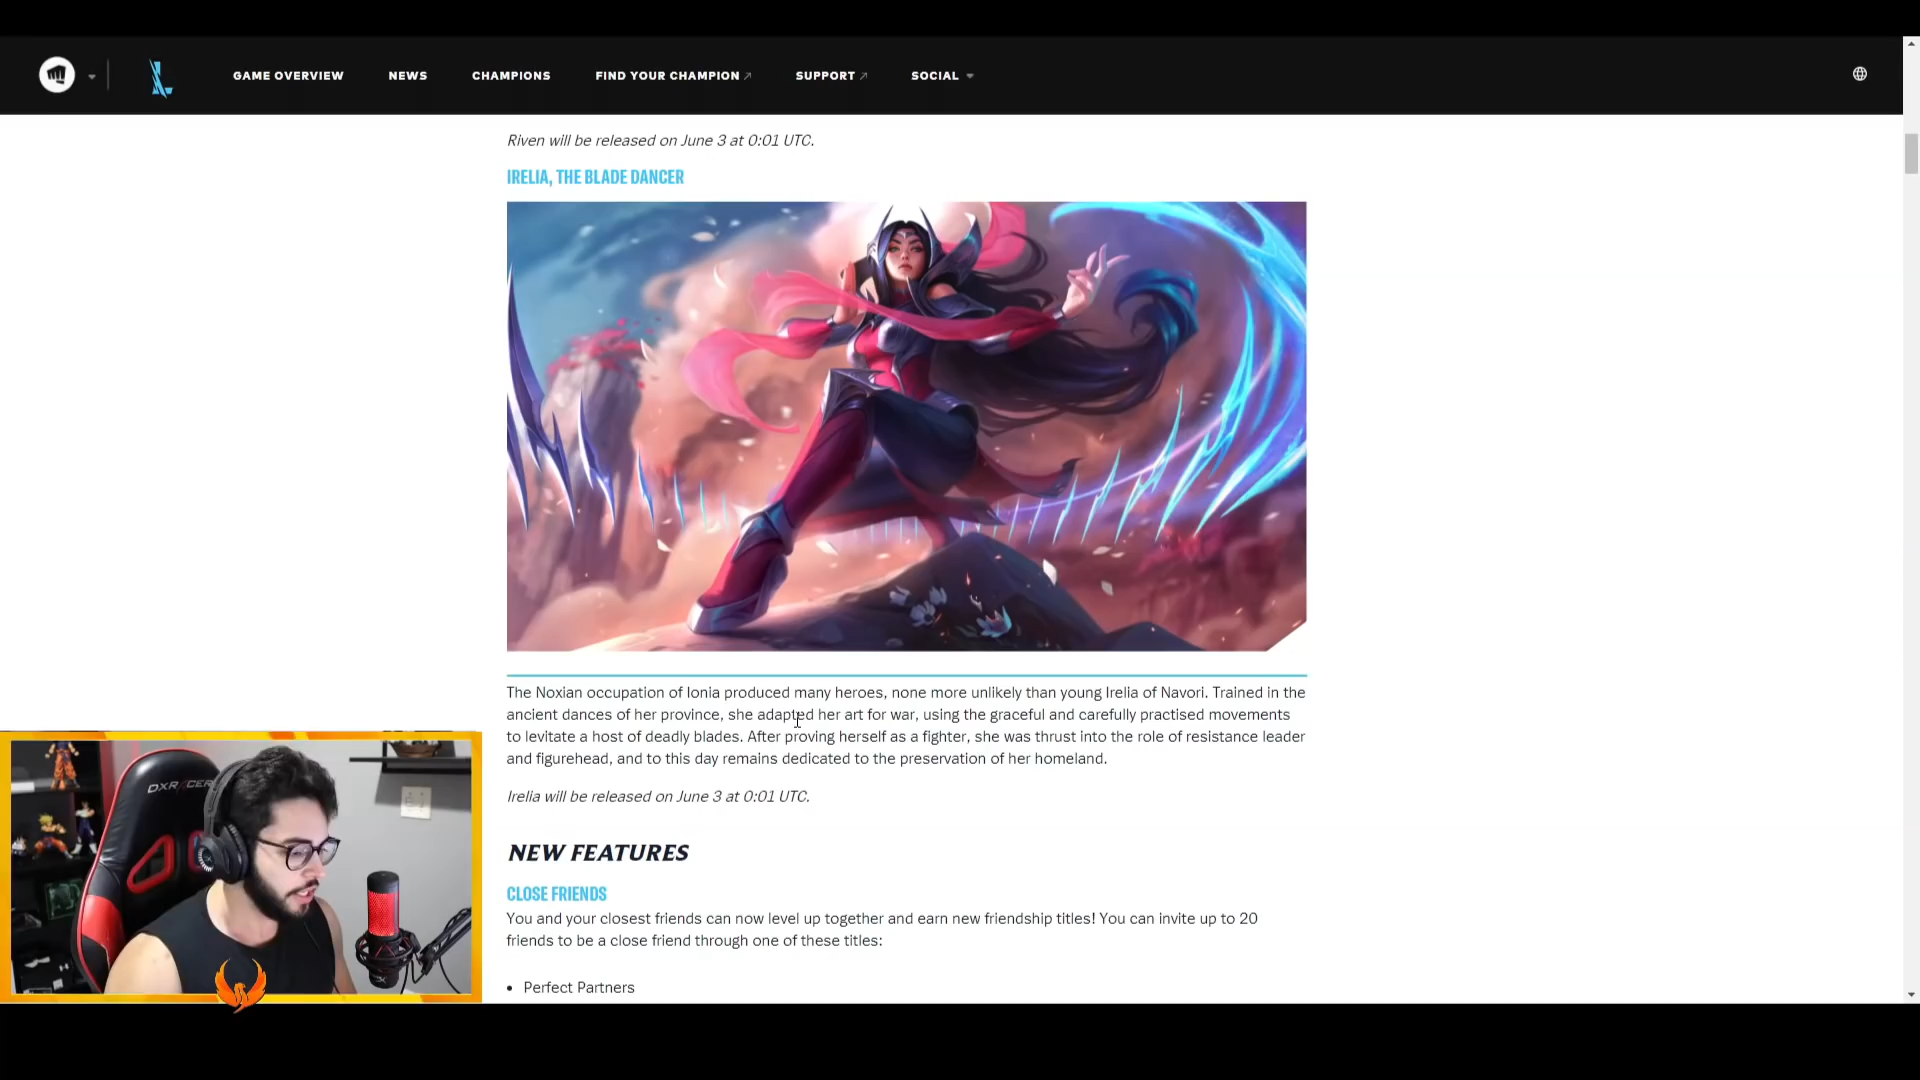 GAME OVERVIEW NEWS CHAMPIONS FIND YOUR CHAMPION SUPPORT SOCIAL
Riven will be released on June 3 at 0:01 UTC.
IRELIA, THE BLADE DANCER
The Noxian occupation of Ionia produced many heroes, none more unlikely than young Irelia of Navori. Trained in the
ancient dances of her province, she adapted her art for war, using the graceful and carefully practised movements
to levitate a host of deadly blades. After proving herself as a fighter, she was thrust into the role of resistance leader
and figurehead, and to this day remains dedicated to the preservation of her homeland.
Irelia will be released on June 3 at 0:01 UTC.
NEW FEATURES
CLOSE FRIENDS
You and your closest friends can now level up together and earn new friendship titles! You can invite up to 20
friends to be a close friend through one of these titles:
• Perfect Partners
DXRACER